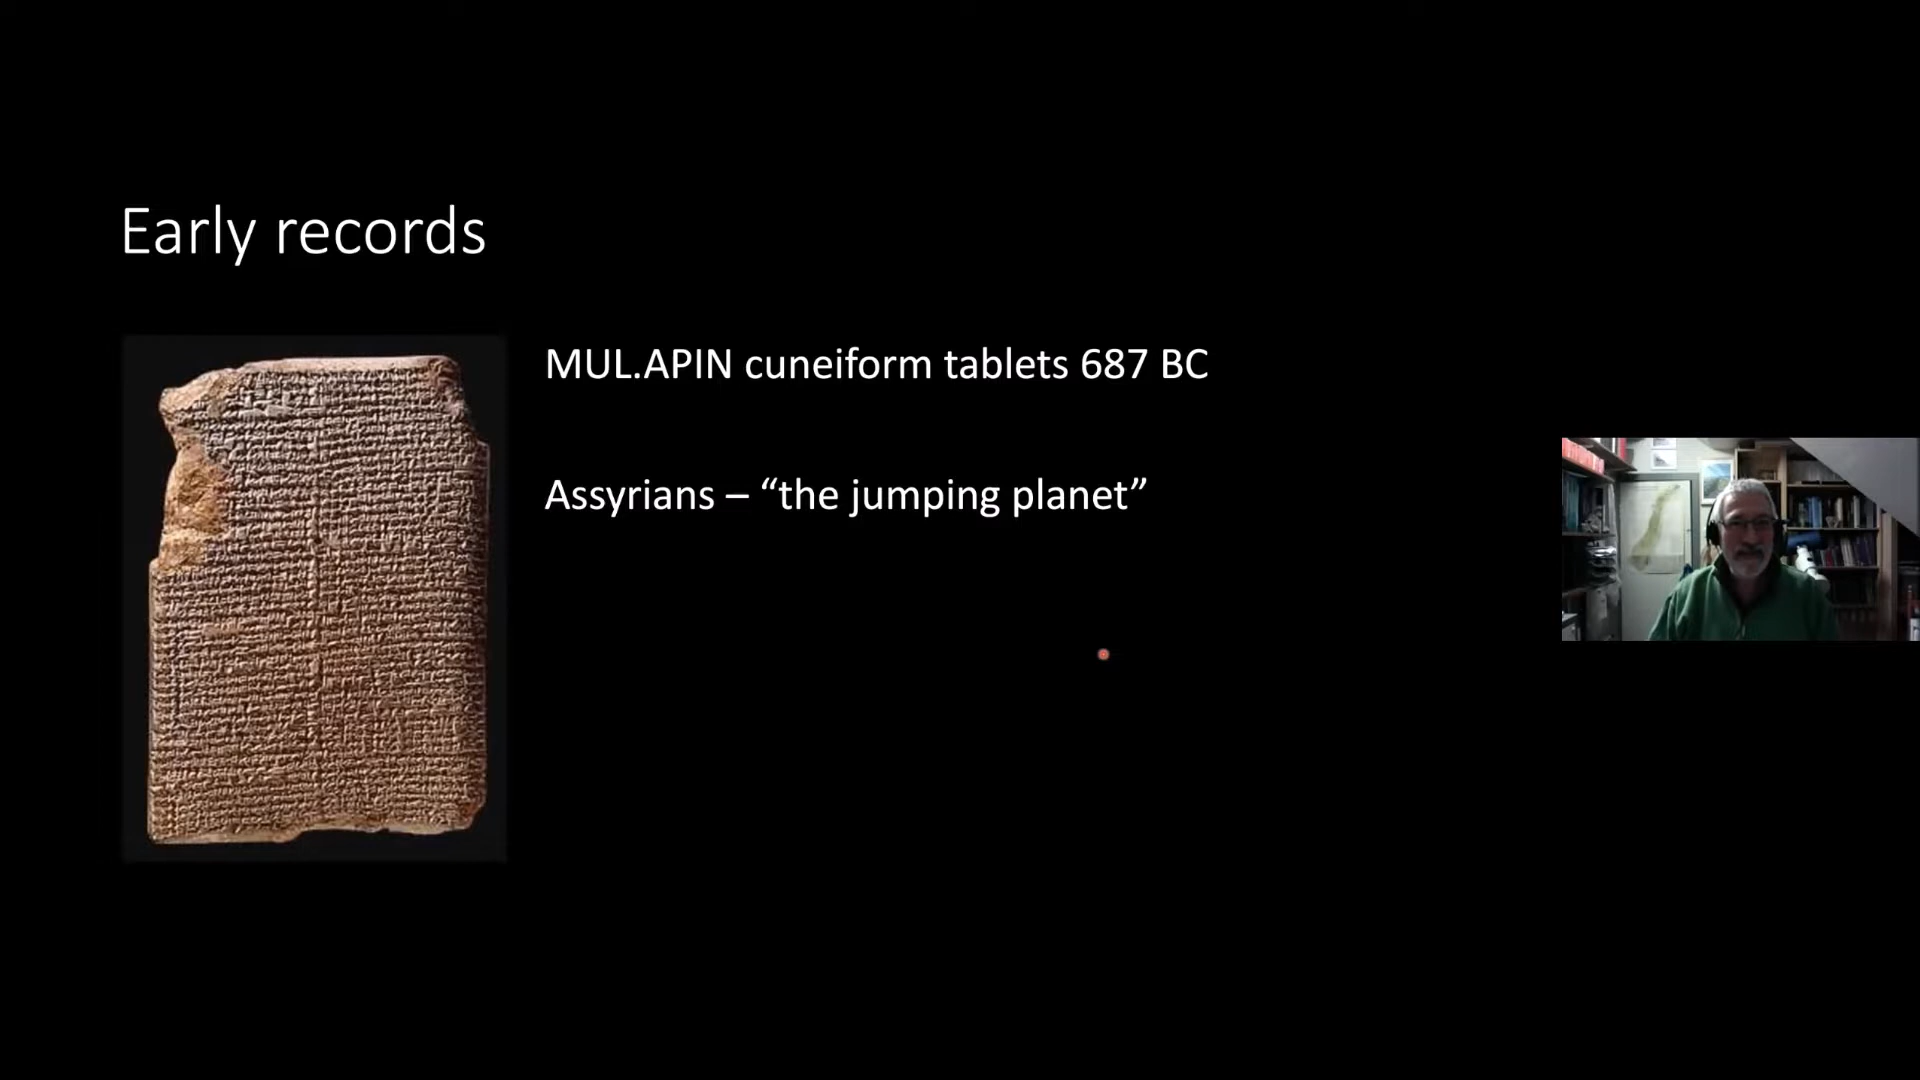 Early records
MUL.APIN cuneiform tablets 687 BC
Assyrians – “the jumping planet”